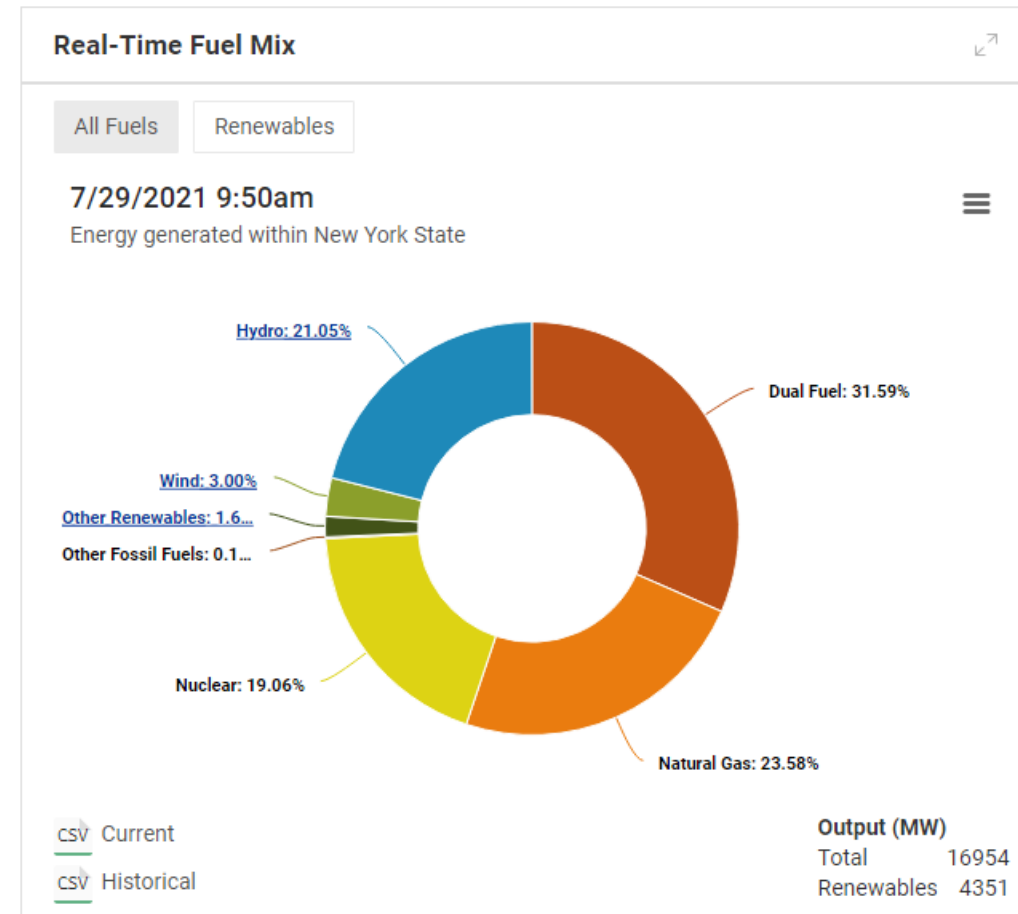 Real-Time Fuel Mix
All Fuels Renewables
7/29/2021 9:50am
Energy generated within New York State
Hydro: 21.05%
Dual Fuel: 31.59%
Wind: 3.00%
Other Renewables: 1.6...
Other Fossil Fuels: 0.1...
Nuclear: 19.06%
Natural Gas: 23.58%
csv Current
csv Historical
Output (MW)
Total 16954
Renewables 4351